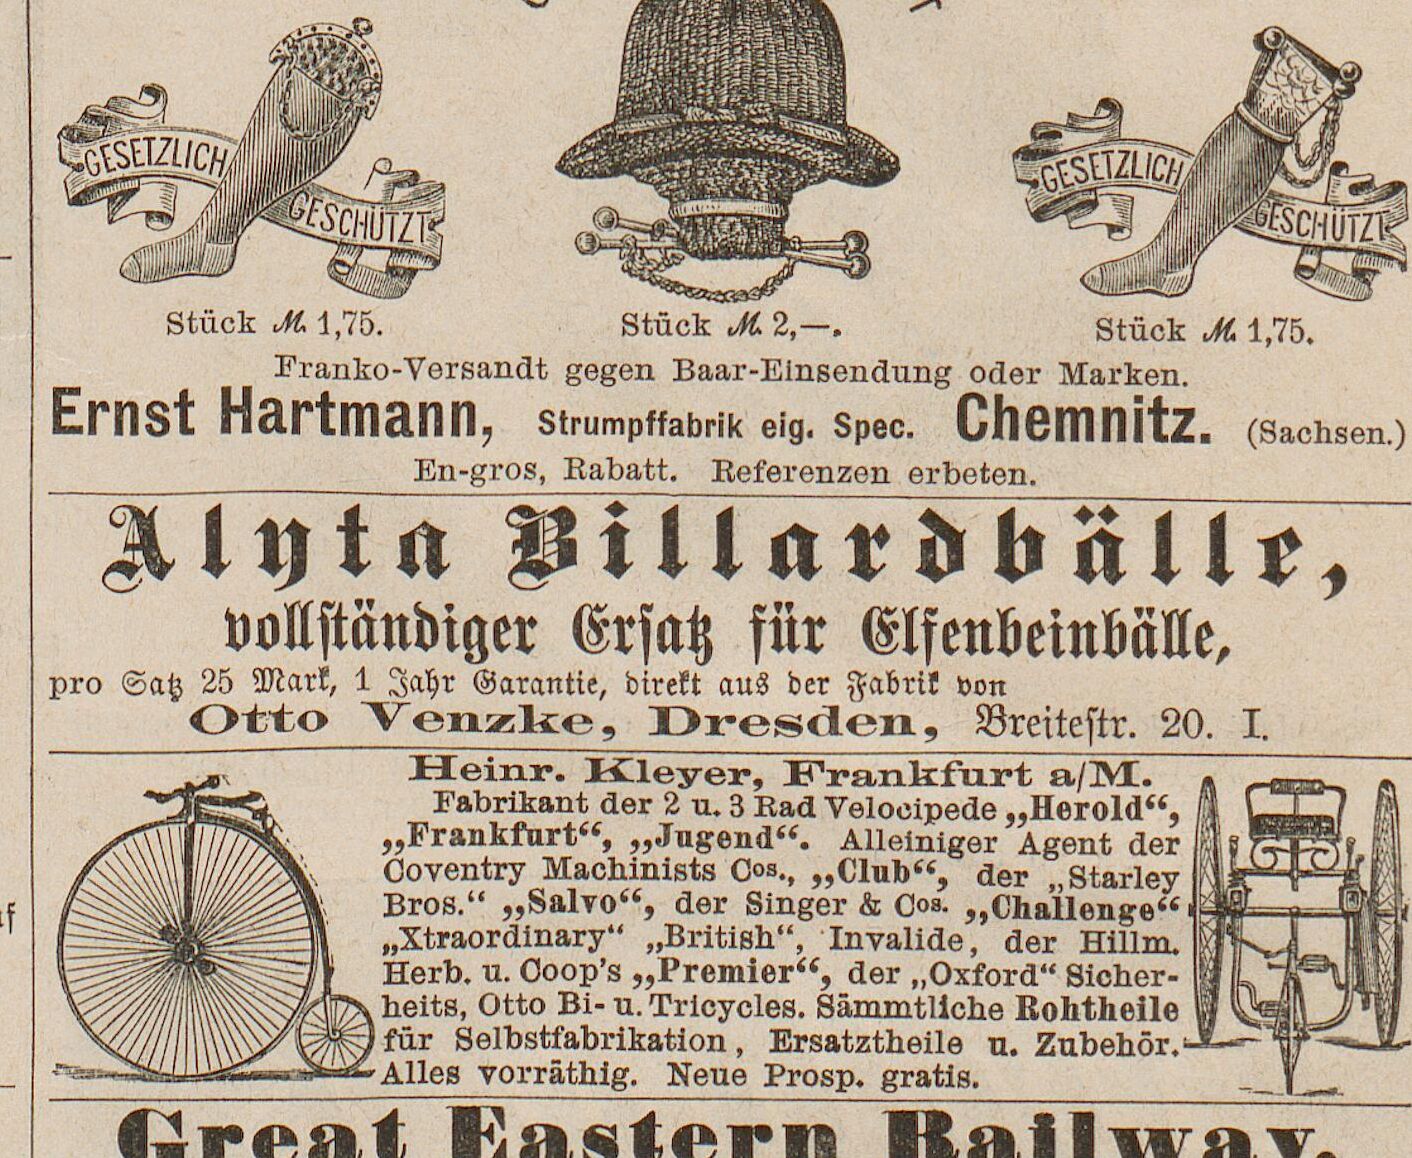 GESETZLICH GESCHÜTZT
GESETZLICH GESCHÜTZT
Stück ℳ 1,75. Stück ℳ 2,—. Stück ℳ 1,75.
Franko-Versandt gegen Baar-Einsendung oder Marken.
Ernst Hartmann, Strumpffabrik eig. Spec. Chemnitz. (Sachsen.)
En-gros, Rabatt. Referenzen erbeten.
Alyta Billardbälle,
vollſtändiger Erſatz für Elfenbeinbälle,
pro Satz 25 Mark, 1 Jahr Garantie, direkt aus der Fabrik von
Otto Venzke, Dresden, Breiteſtr. 20. I.
Heinr. Kleyer, Frankfurt a/M.
Fabrikant der 2 u. 3 Rad Velocipede „Herold“,
„Frankfurt“, „Jugend“. Alleiniger Agent der
Coventry Machinists Cos., „Club“, der „Starley
Bros.“ „Salvo“, der Singer & Cos. „Challenge“
„Xtraordinary“ „British“, Invalide, der Hillm.
Herb. u. Coop's „Premier“, der „Oxford“ Sicher-
heits, Otto Bi- u. Tricycles. Sämmtliche Rohtheile
für Selbstfabrikation, Ersatztheile u. Zubehör.
Alles vorräthig. Neue Prosp. gratis.
Great Eastern Railway.